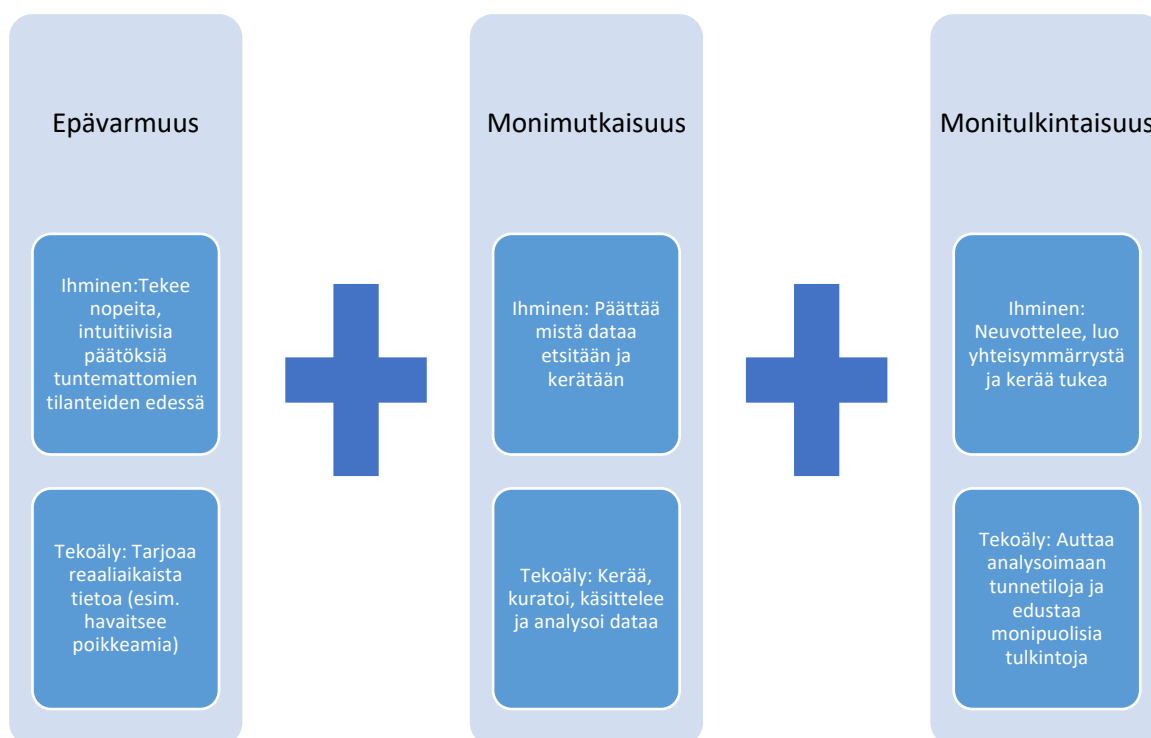 Epävarmuus
Ihminen:Tekee
nopeita,
intuitiivisia
päätöksiä
tuntemattomien
tilanteiden edessä
Tekoäly: Tarjoaa
reaaliaikaista
tietoa (esim.
havaitsee
poikkeamia)
Monimutkaisuus
Ihminen: Päättää
mistä dataa
etsitään ja
kerätään
Tekoäly: Kerää,
kuratoi, käsittelee
ja analysoi dataa
Monitulkintaisuus
Ihminen:
Neuvottelee, luo
yhteisymmärrystä
ja kerää tukea
Tekoäly: Auttaa
analysoimaan
tunnetiloja ja
edustaa
monipuolisia
tulkintoja